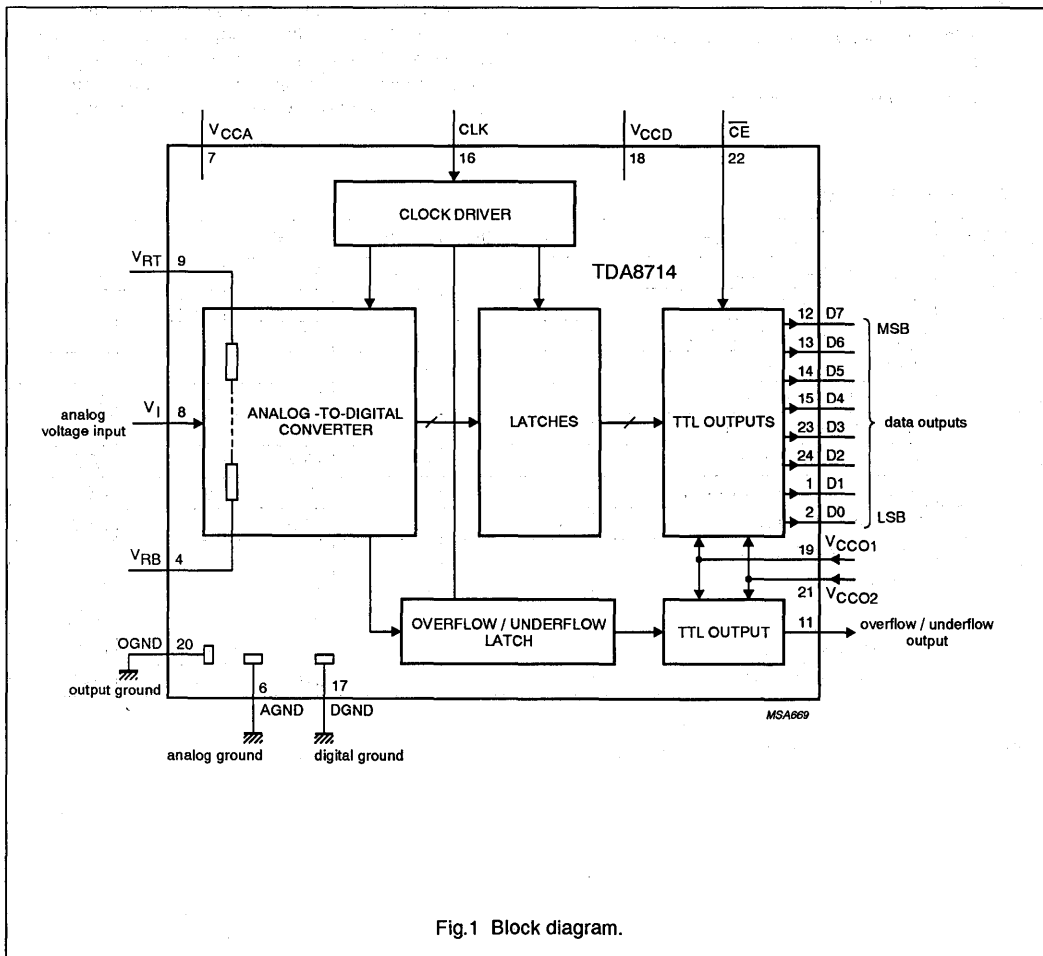 VCCA
7
CLK
16
VCCD
18
CE
22
CLOCK DRIVER
TDA8714
VRT 9
12 D7
MSB
13 D6
14 D5
15 D4
23 D3
24 D2
1 D1
2 D0
LSB
data outputs
analog
voltage input
VI 8
ANALOG -TO-DIGITAL
CONVERTER
LATCHES
TTL OUTPUTS
VRB 4
19 VCCO1
21 VCCO2
OVERFLOW / UNDERFLOW
LATCH
TTL OUTPUT
11
overflow / underflow
output
OGND 20
output ground
6
AGND
17
DGND
analog ground
digital ground
MSA669
Fig.1 Block diagram.